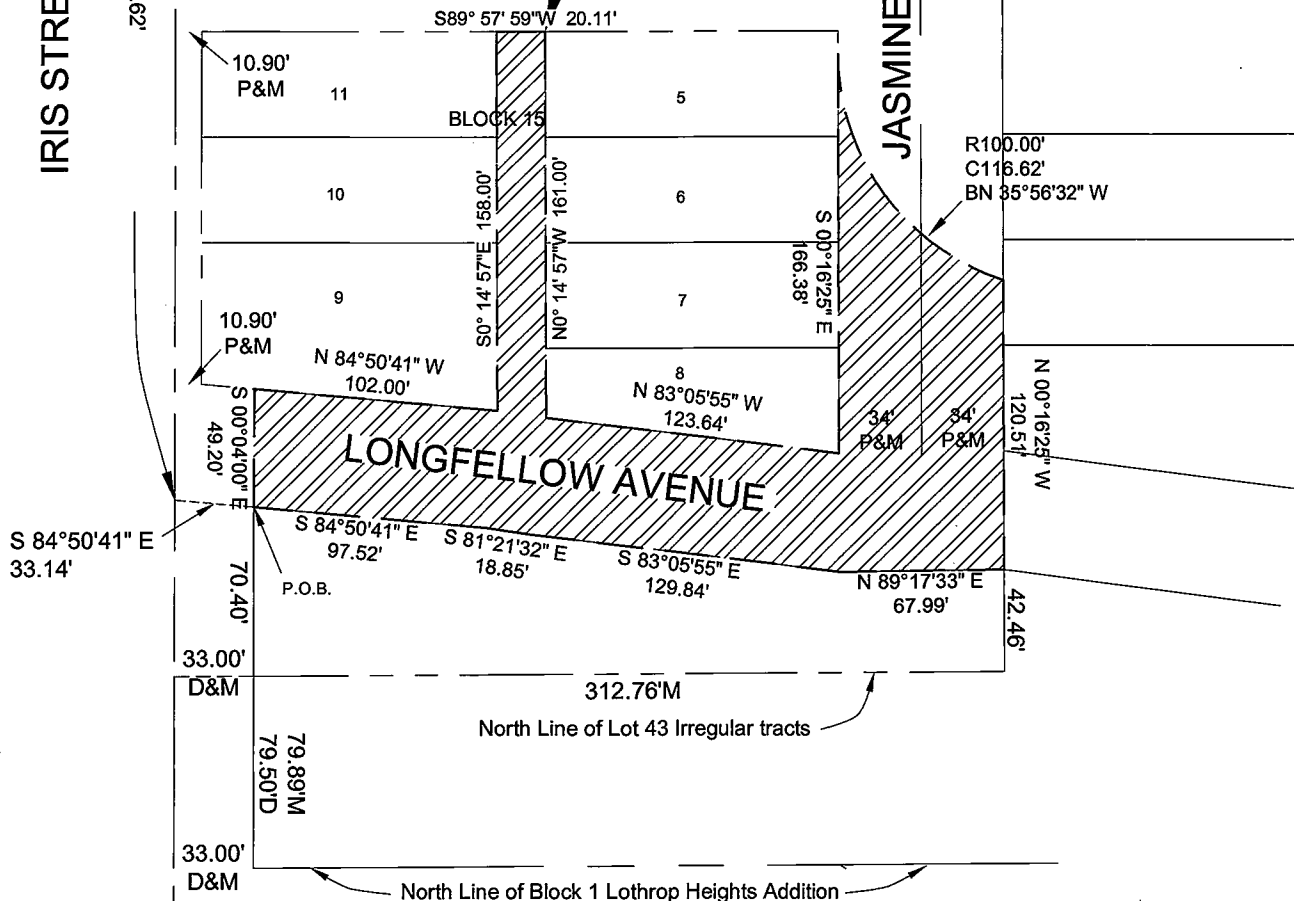 .62"
IRIS STRE
S89° 57' 59"W 20.11'
JASMINE
10.90'
P&M
11
BLOCK 15
5
R100.00'
C116.62'
BN 35°56'32" W
10
S0° 14' 57"E 158.00'
N0° 14' 57"W 161.00'
6
S 00°16'25" E
166.38'
9
7
10.90'
P&M
N 84°50'41" W
102.00'
8
N 83°05'55" W
123.64'
34'
P&M
34'
P&M
N 00°16'25" W
120.51'
S 00°04'00" E
49.20'
LONGFELLOW AVENUE
S 84°50'41" E
33.14'
S 84°50'41" E
97.52'
S 81°21'32" E
18.85'
S 83°05'55" E
129.84'
N 89°17'33" E
67.99'
P.O.B.
70.40'
42.46'
33.00'
D&M
312.76'M
North Line of Lot 43 Irregular tracts
79.89'M
79.50'D
33.00'
D&M
North Line of Block 1 Lothrop Heights Addition